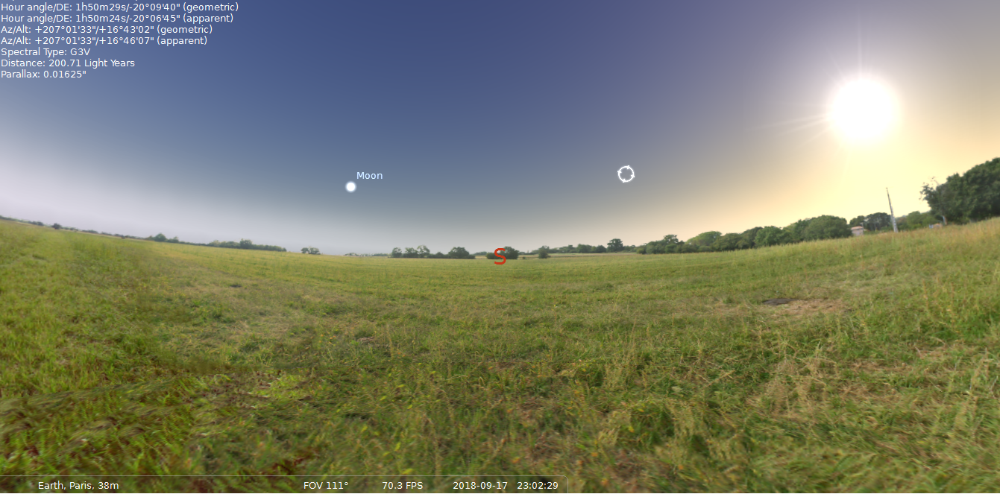 Hour angle/DE: 1h50m29s/-20°09'40" (geometric)
Hour angle/DE: 1h50m24s/-20°06'45" (apparent)
Az/Alt: +207°01'33"/+16°43'02" (geometric)
Az/Alt: +207°01'33"/+16°46'07" (apparent)
Spectral Type: G3V
Distance: 200.71 Light Years
Parallax: 0.01625"
Moon
S
Earth, Paris, 38m FOV 111° 70.3 FPS 2018-09-17 23:02:29